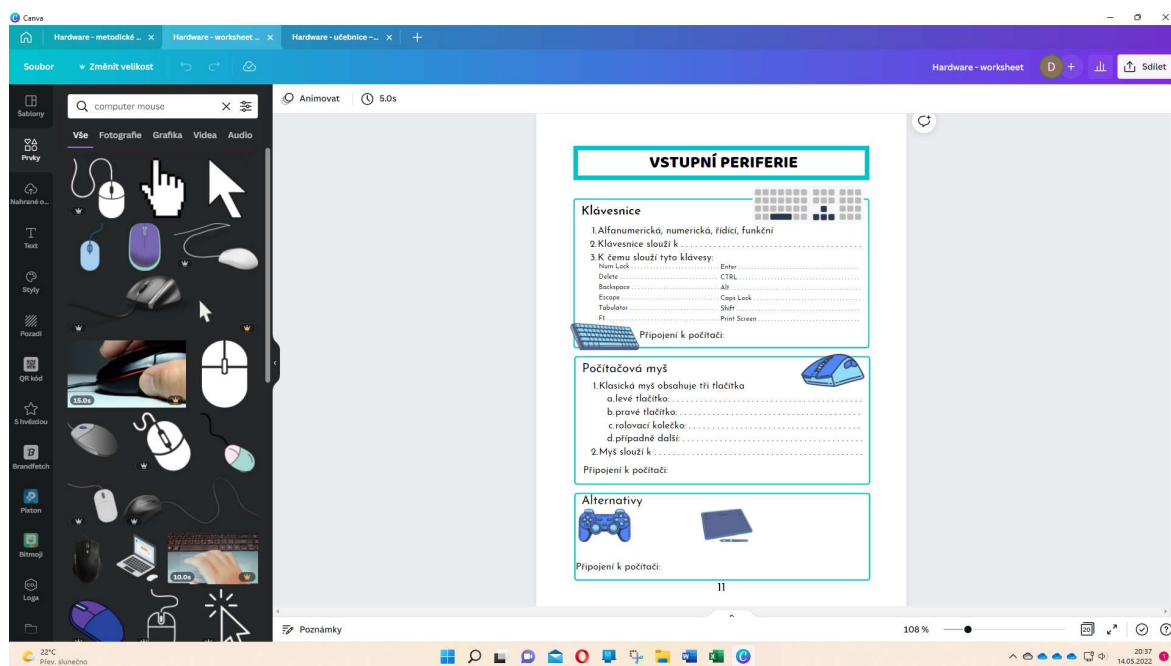 Canva
Hardware - metodické ...
Hardware - worksheet ...
Hardware - učebnice –...
Soubor
Změnit velikost
Hardware - worksheet
D
Sdílet
Šablony
Prvky
Nahrané o...
Text
Styly
Pozadí
QR kód
S hvězdou
Brandfetch
Pixton
Bitmoji
Loga
computer mouse
Vše Fotografie Grafika Videa Audio
15.0s
10.0s
Animovat
5.0s
VSTUPNÍ PERIFERIE
Klávesnice
1. Alfanumerická, numerická, řídící, funkční
2. Klávesnice slouží k
3. K čemu slouží tyto klávesy:
Num Lock Enter
Delete CTRL
Backspace Alt
Escape Caps Lock
Tabulátor Shift
F1 Print Screen
Připojení k počítači:
Počítačová myš
1. Klasická myš obsahuje tři tlačítka
a. levé tlačítko:
b. pravé tlačítko:
c. rolovací kolečko:
d. případně další:
2. Myš slouží k
Připojení k počítači:
Alternativy
Připojení k počítači:
11
Poznámky
108 %
20
22°C
Přev. slunečno
20:37
14.05.2022